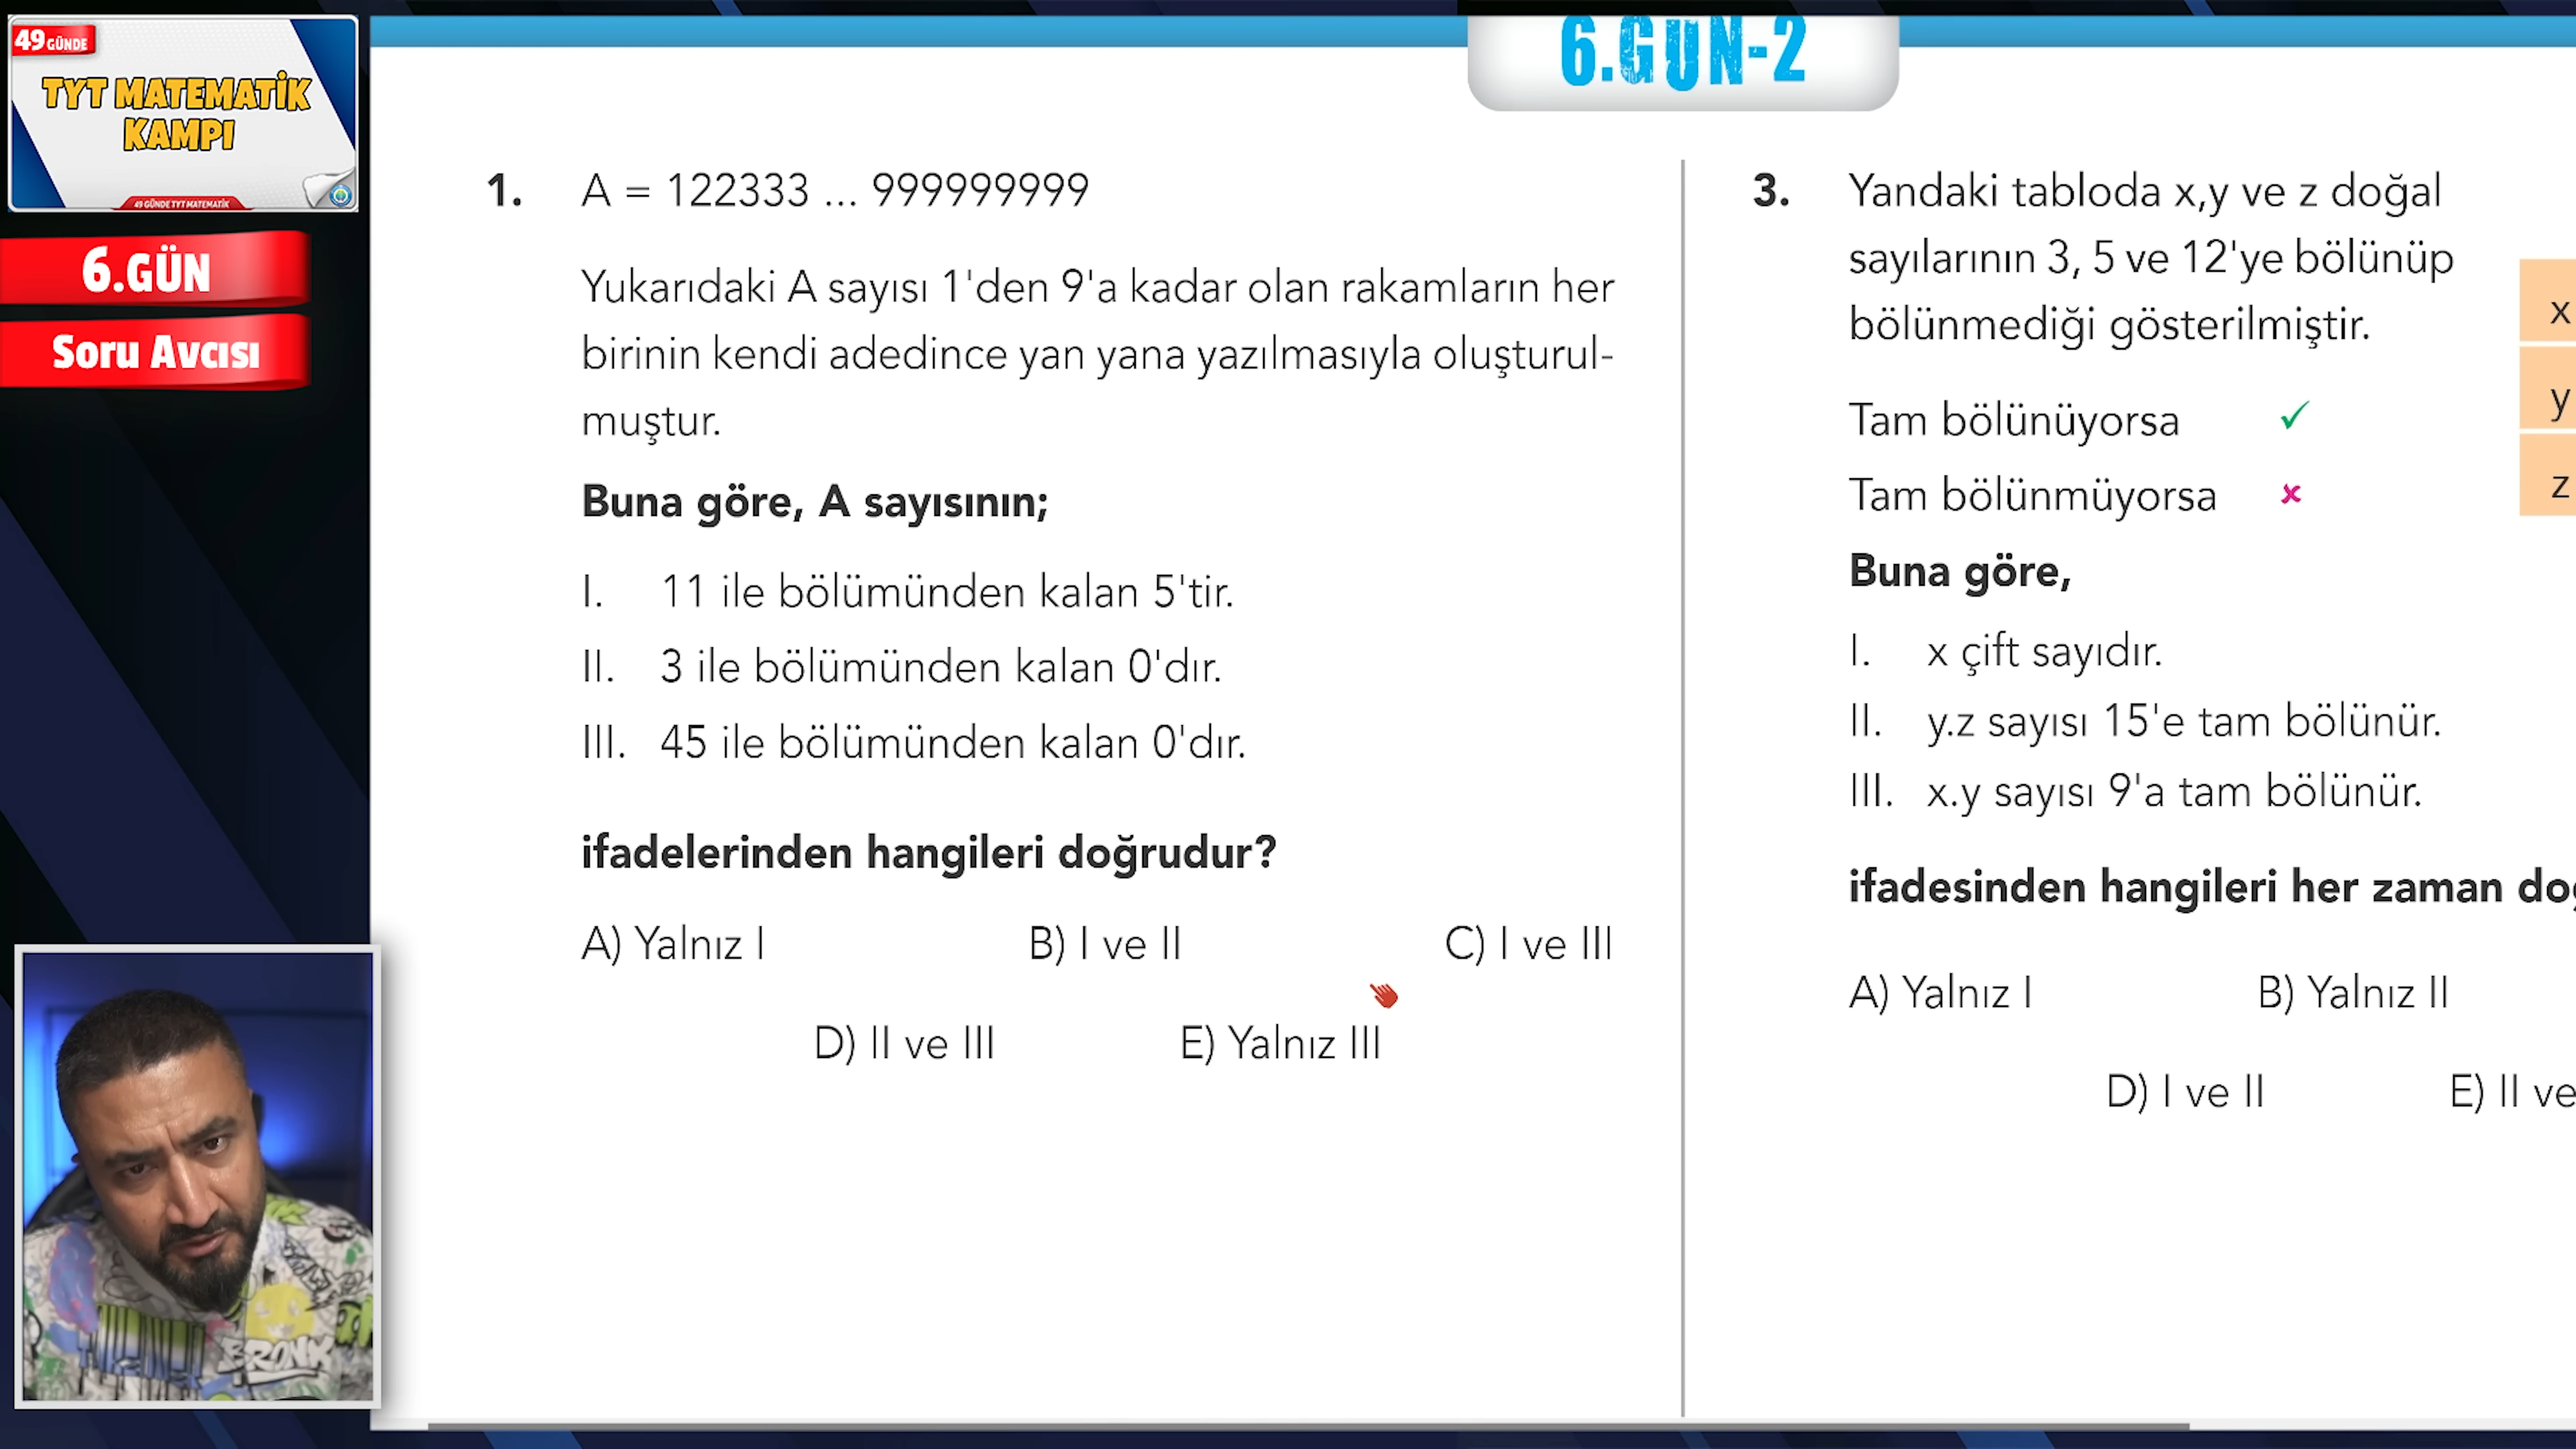 49 GÜNDE
TYT MATEMATİK
KAMPI
49 GÜNDE TYT MATEMATİK
6.GÜN
Soru Avcısı
6.GÜN-2
1. A = 122333 ... 999999999
Yukarıdaki A sayısı 1'den 9'a kadar olan rakamların her
birinin kendi adedince yan yana yazılmasıyla oluşturul-
muştur.
Buna göre, A sayısının;
I. 11 ile bölümünden kalan 5'tir.
II. 3 ile bölümünden kalan 0'dır.
III. 45 ile bölümünden kalan 0'dır.
ifadelerinden hangileri doğrudur?
A) Yalnız I B) I ve II C) I ve III
D) II ve III E) Yalnız III
3. Yandaki tabloda x,y ve z doğal
sayılarının 3, 5 ve 12'ye bölünüp
bölünmediği gösterilmiştir.
x
y
z
Tam bölünüyorsa ✓
Tam bölünmüyorsa ✗
Buna göre,
I. x çift sayıdır.
II. y.z sayısı 15'e tam bölünür.
III. x.y sayısı 9'a tam bölünür.
ifadesinden hangileri her zaman
A) Yalnız I B) Yalnız II
D) I ve II E) II ve
BRONX